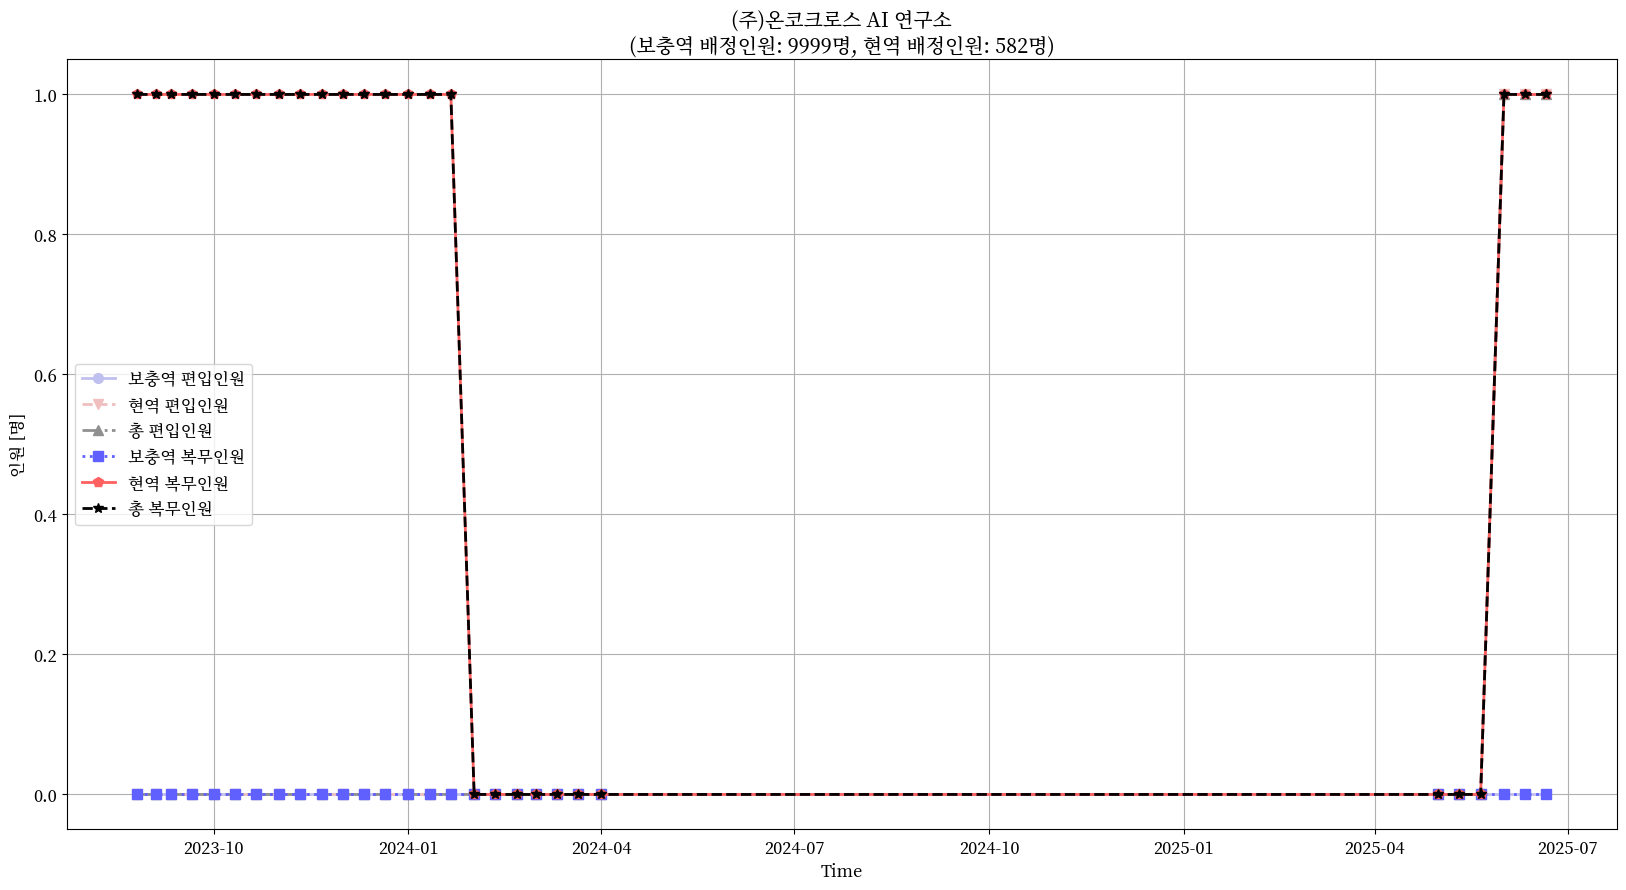 (주)온코크로스 AI 연구소
(보충역 배정인원: 9999명, 현역 배정인원: 582명)
인원 [명]
1.0
0.8
0.6
0.4
0.2
0.0
보충역 편입인원
현역 편입인원
총 편입인원
보충역 복무인원
현역 복무인원
총 복무인원
2023-10
2024-01
2024-04
2024-07
2024-10
2025-01
2025-04
2025-07
Time